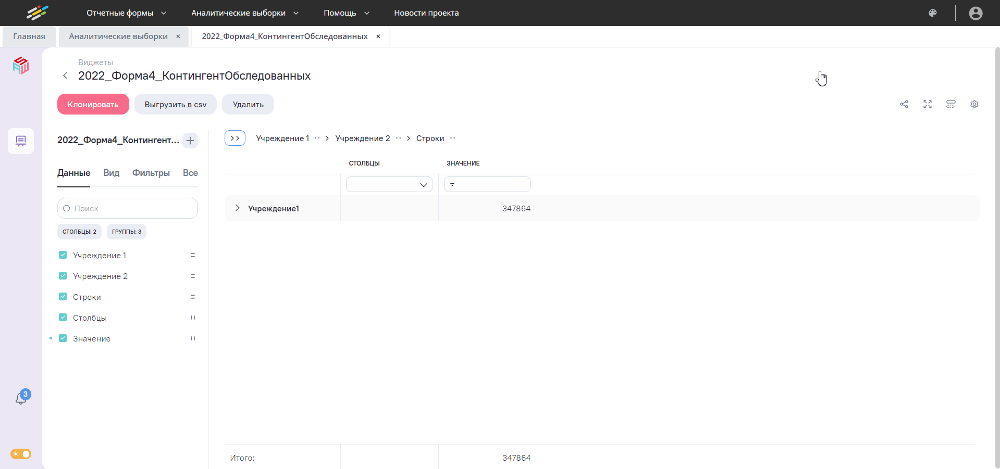 Отчетные формы
Аналитические выборки
Помощь
Новости проекта
Главная
Аналитические выборки ×
2022_Форма4_КонтингентОбследованных ×
Виджеты
2022_Форма4_КонтингентОбследованных
Клонировать
Выгрузить в csv
Удалить
2022_Форма4_Контингент...
Данные
Вид
Фильтры
Все
Поиск
СТОЛБЦЫ: 2
ГРУППЫ: 3
Учреждение 1
Учреждение 2
Строки
Столбцы
Значение
3
Учреждение 1 > Учреждение 2 > Строки
СТОЛБЦЫ
ЗНАЧЕНИЕ
Учреждение1
347864
Итого:
347864